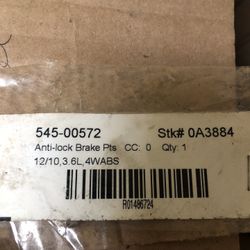 545-00572 Stk# 0A3884
Anti-lock Brake Pts CC: 0 Qty: 1
12/10,3.6L,4WABS
R01486724